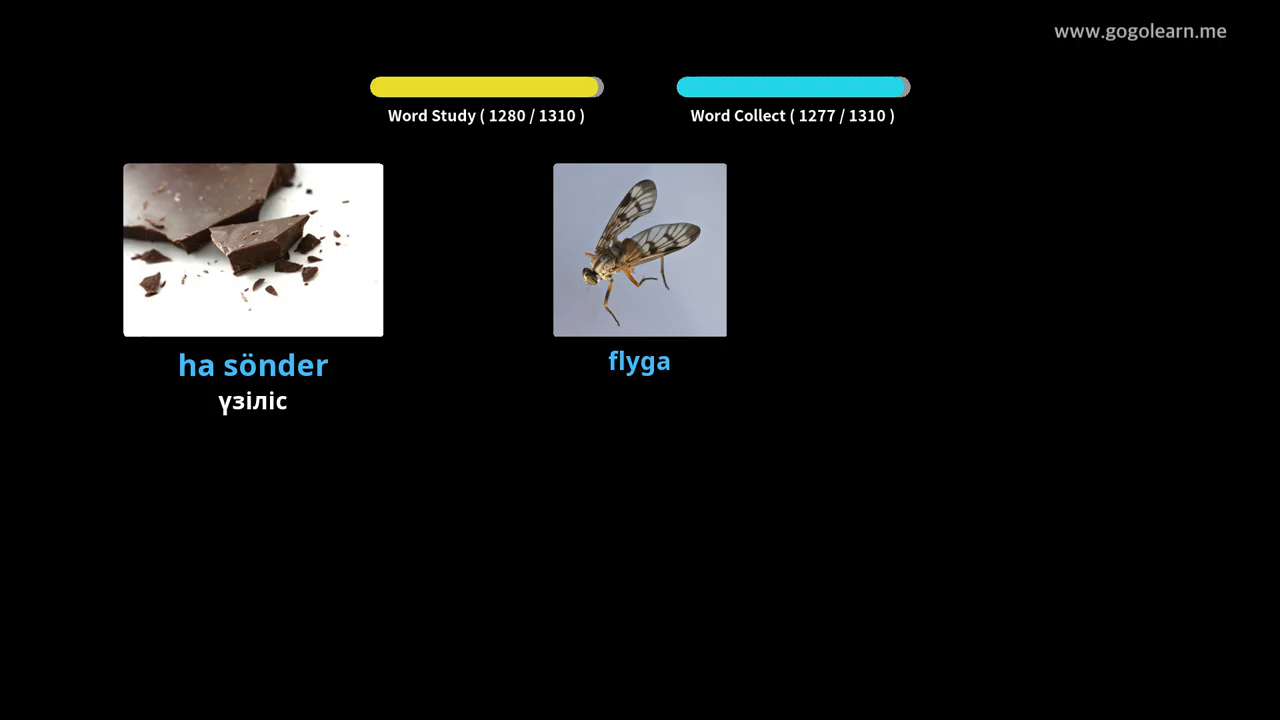 www.gogolearn.me
Word Study ( 1280 / 1310 )
Word Collect ( 1277 / 1310 )
ha sönder
үзіліс
flyga